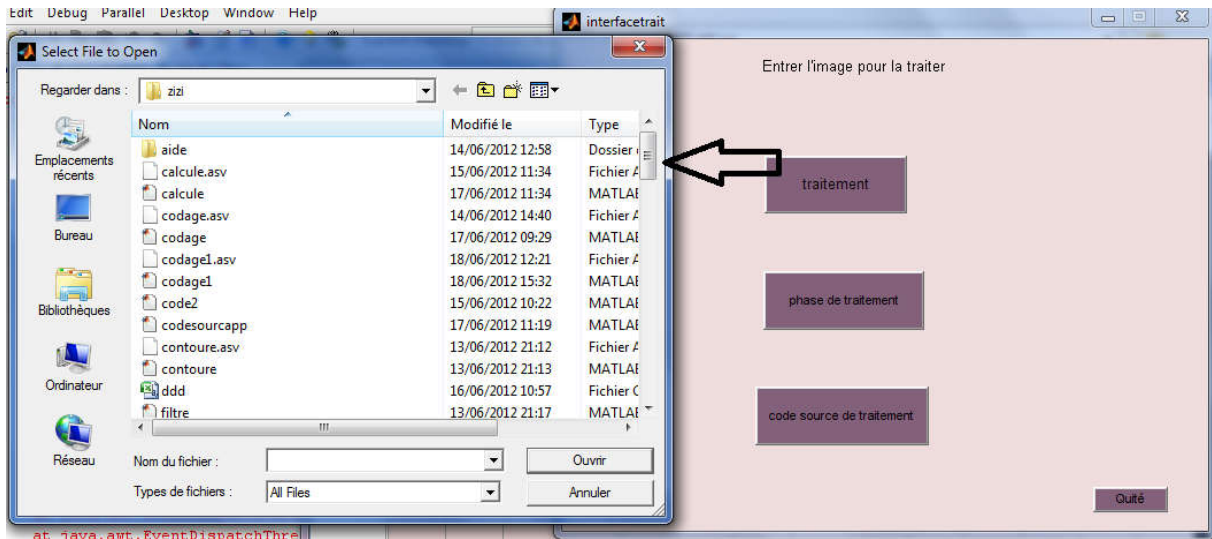 Edit Debug Parallel Desktop Window Help
Select File to Open
Regarder dans : zizi
Nom Modifié le Type
aide 14/06/2012 12:58 Dossier
calcule.asv 15/06/2012 11:34 Fichier A
calcule 17/06/2012 11:34 MATLAB
codage.asv 14/06/2012 14:40 Fichier A
codage 17/06/2012 09:29 MATLAB
codage1.asv 18/06/2012 12:21 Fichier A
codage1 18/06/2012 15:32 MATLAB
code2 15/06/2012 10:22 MATLAB
codesourcapp 17/06/2012 11:19 MATLAB
contoure.asv 13/06/2012 21:12 Fichier A
contoure 13/06/2012 21:13 MATLAB
ddd 16/06/2012 10:57 Fichier C
filtre 13/06/2012 21:17 MATLAB
Emplacements
récents
Bureau
Bibliothèques
Ordinateur
Réseau
Nom du fichier : Ouvrir
Types de fichiers : All Files Annuler
at java.awt.EventDispatchThre
interfacetrait
Entrer l'image pour la traiter
traitement
phase de traitement
code source de traitement
Quité